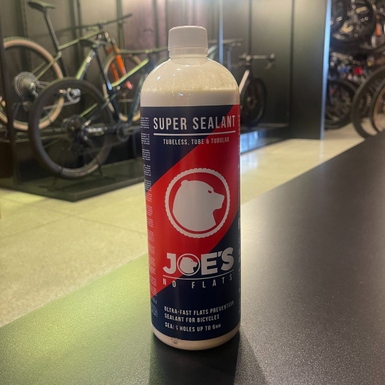 SUPER SEALANT
TUBELESS, TUBE & TUBULAR
JOE'S
NO FLATS
ULTRA-FAST FLATS PREVENTION
SEALANT FOR BICYCLES.
HOLES UP TO 6mm